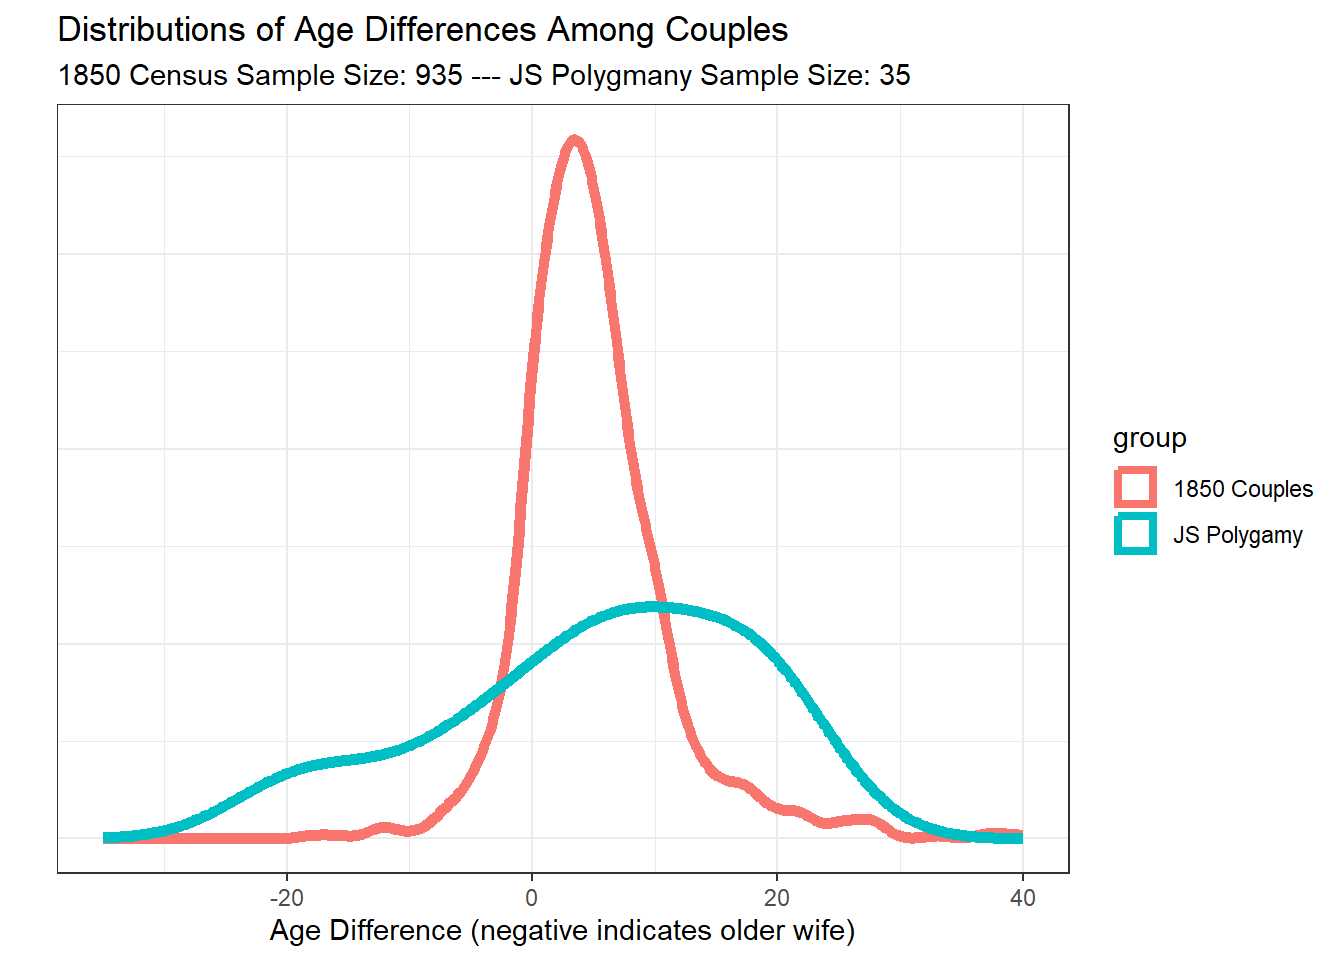 Distributions of Age Differences Among Couples
1850 Census Sample Size: 935 --- JS Polygmany Sample Size: 35
group
1850 Couples
JS Polygamy
-20 0 20 40
Age Difference (negative indicates older wife)